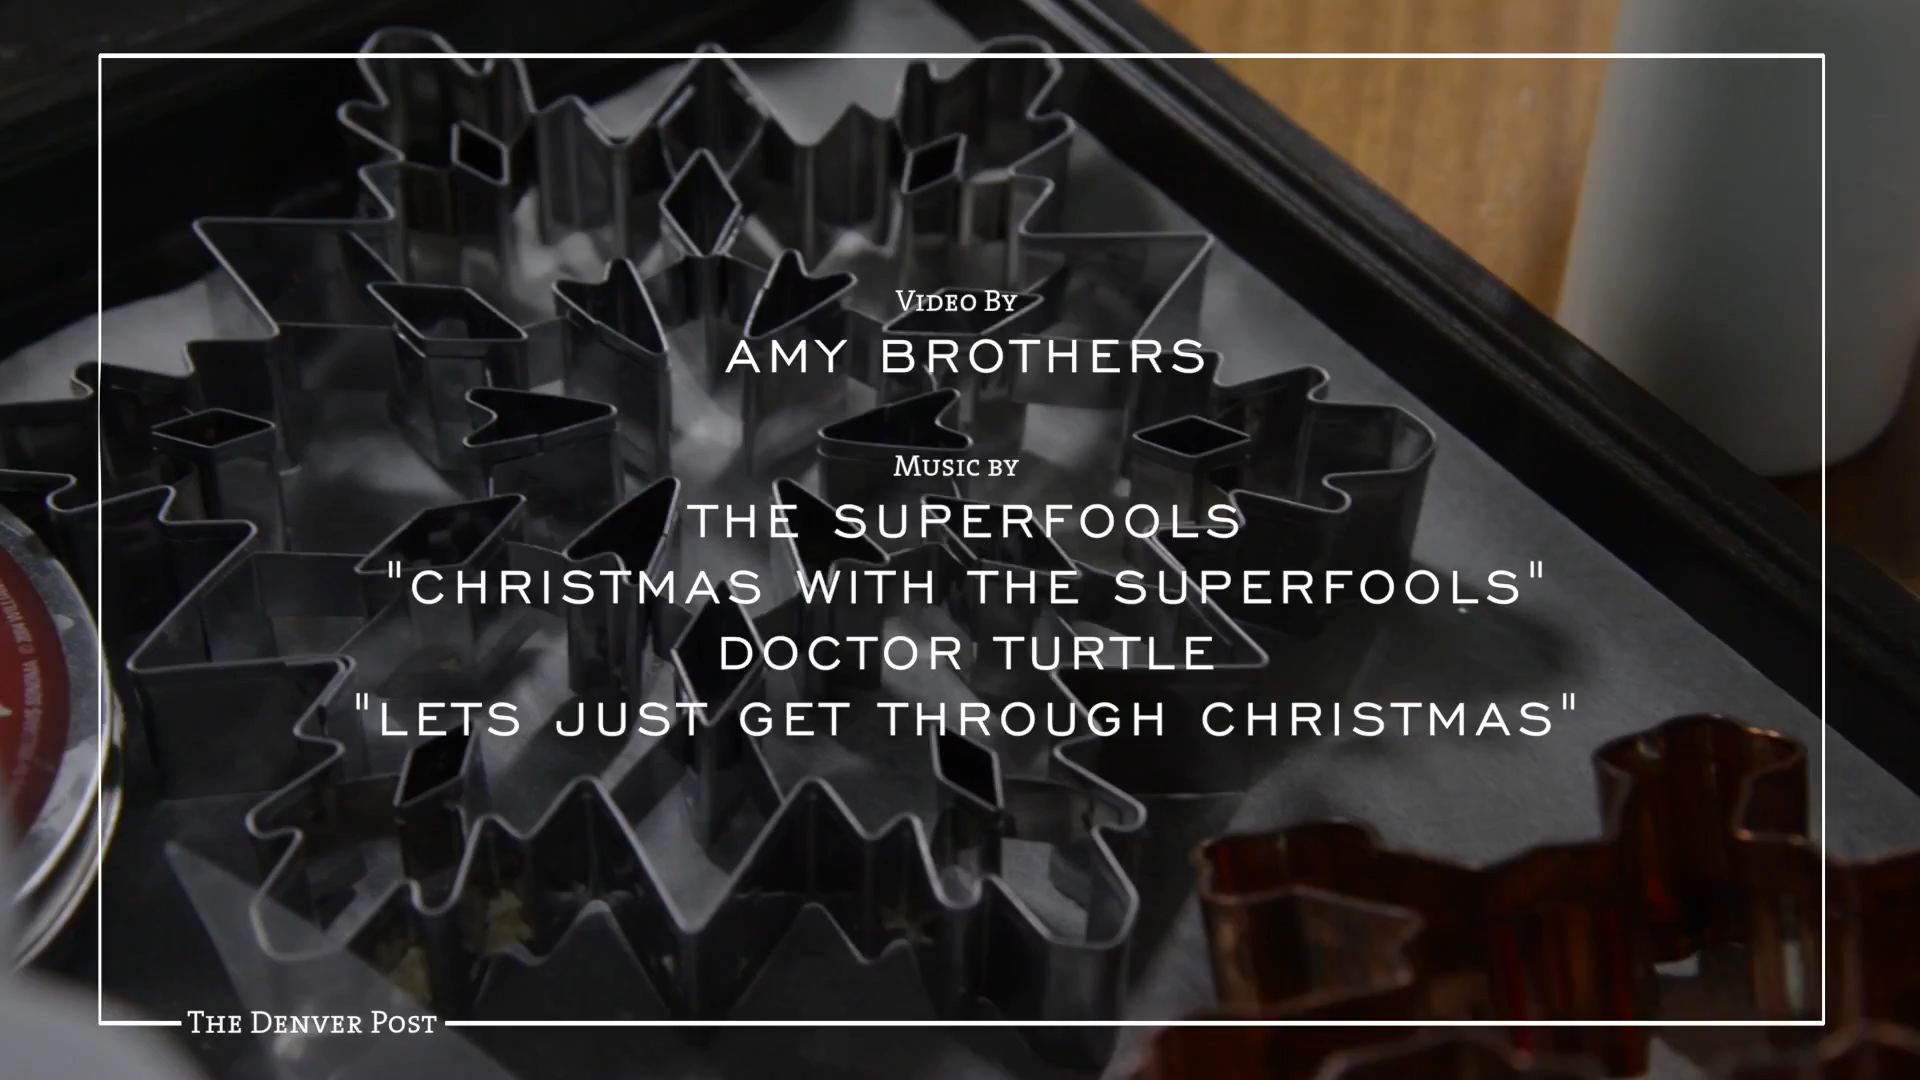 Video By
AMY BROTHERS
Music by
THE SUPERFOOLS
"CHRISTMAS WITH THE SUPERFOOLS"
DOCTOR TURTLE
"LETS JUST GET THROUGH CHRISTMAS"
The Denver Post